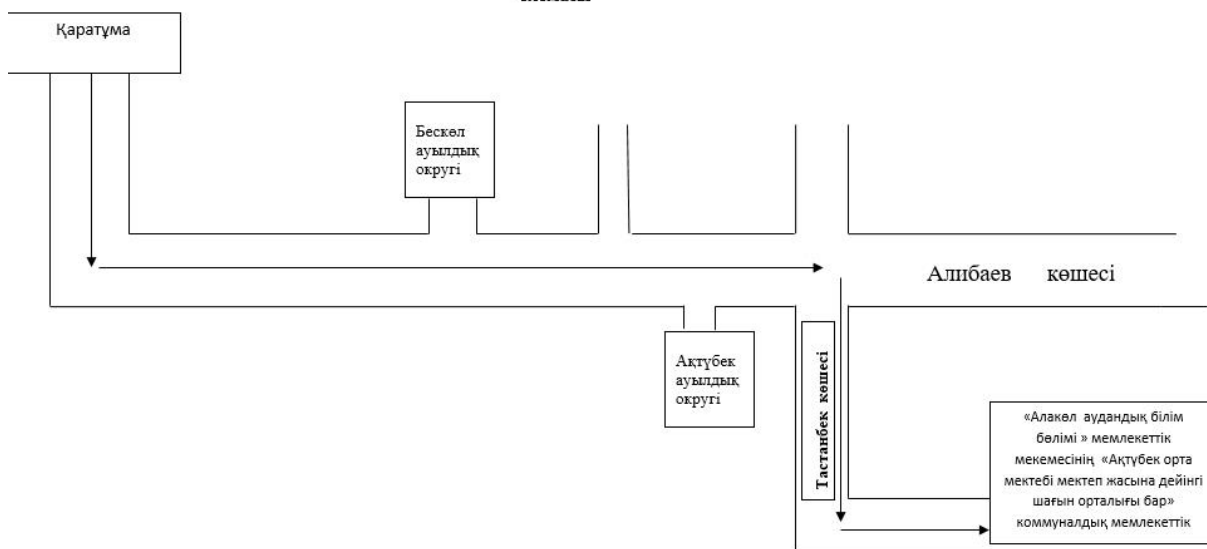 Қаратұма
Бескөл
ауылдық
округі
Алибаев көшесі
Ақтүбек
ауылдық
округі
Тастанбек көшесі
«Алакөл аудандық білім
бөлімі » мемлекеттік
мекемесінің «Ақтүбек орта
мектебі мектеп жасына дейінгі
шағын орталығы бар»
коммуналдық мемлекеттік